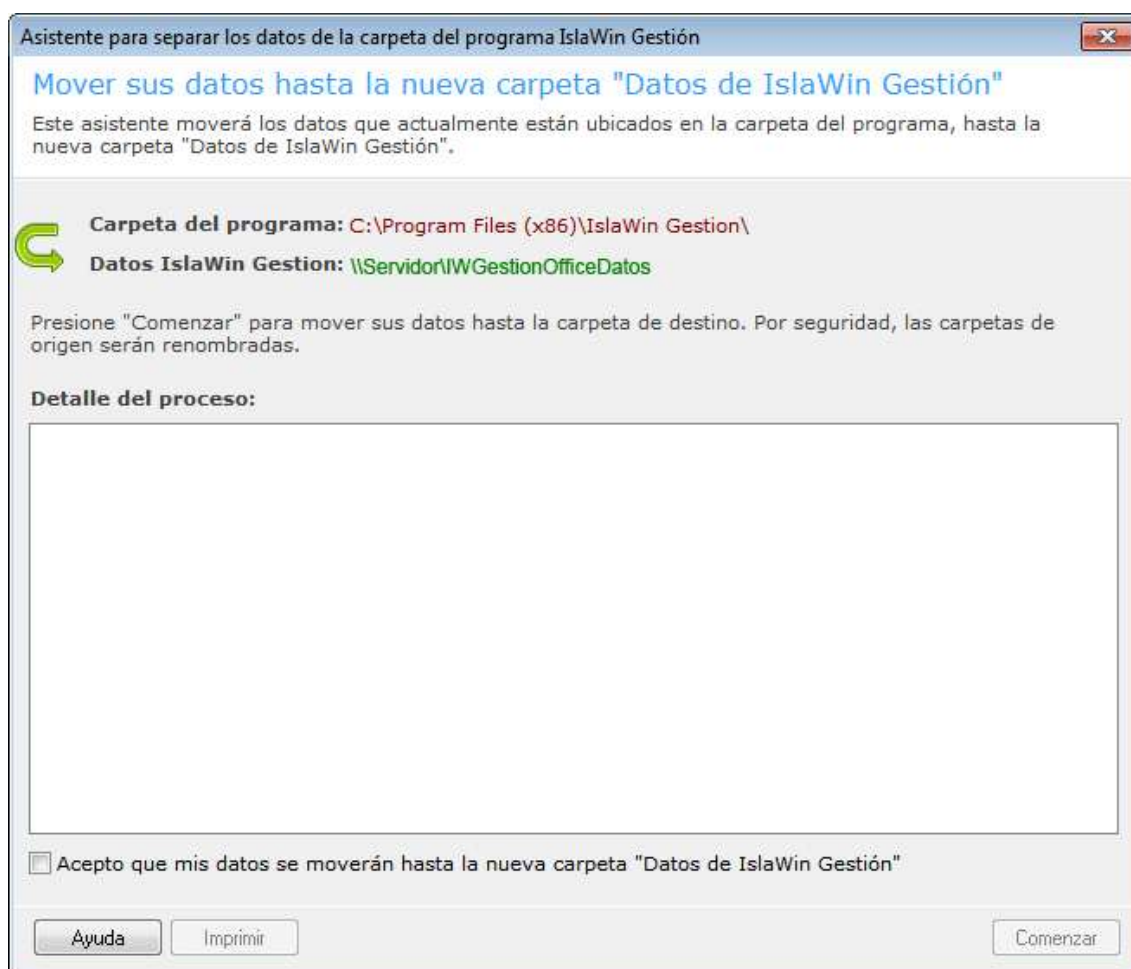 Asistente para separar los datos de la carpeta del programa IslaWin Gestión
Mover sus datos hasta la nueva carpeta "Datos de IslaWin Gestión"
Este asistente moverá los datos que actualmente están ubicados en la carpeta del programa, hasta la
nueva carpeta "Datos de IslaWin Gestión".
Carpeta del programa: C:\Program Files (x86)\IslaWin Gestion\
Datos IslaWin Gestion: \\Servidor\IWGestionOfficeDatos
Presione "Comenzar" para mover sus datos hasta la carpeta de destino. Por seguridad, las carpetas de
origen serán renombradas.
Detalle del proceso:
Acepto que mis datos se moverán hasta la nueva carpeta "Datos de IslaWin Gestión"
Ayuda Imprimir Comenzar